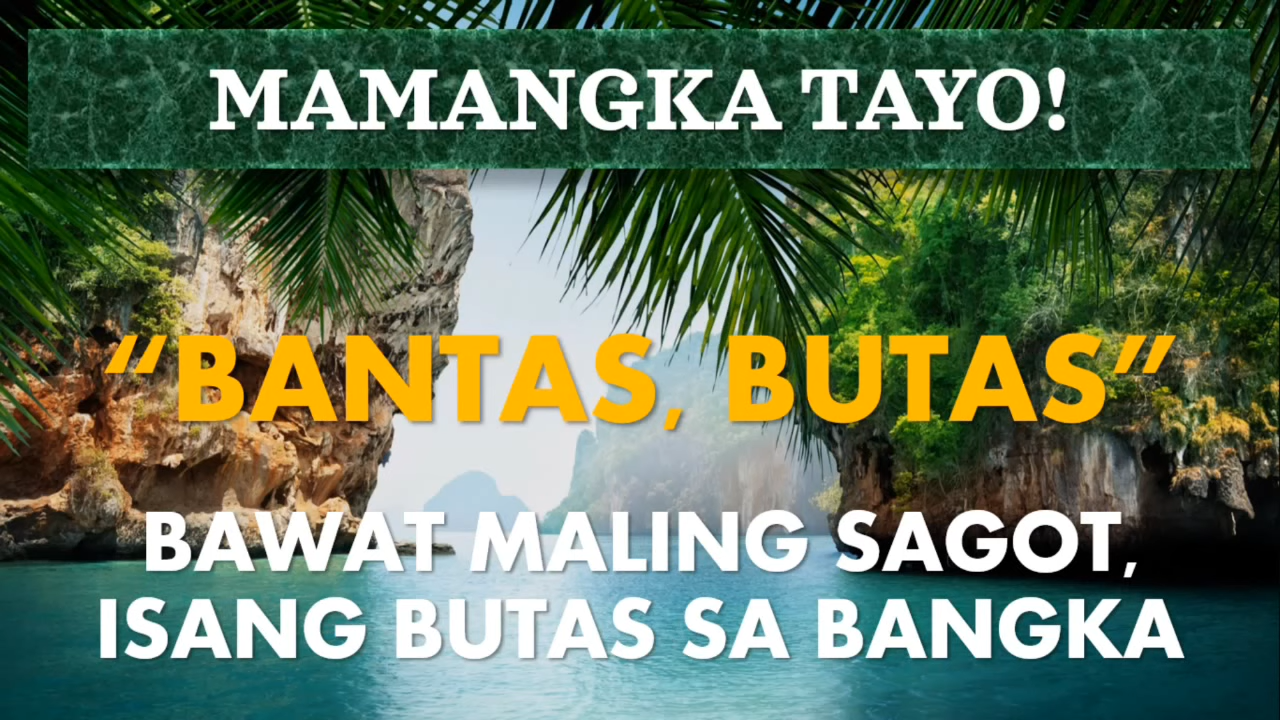 MAMANGKA TAYO!
“BANTAS, BUTAS”
BAWAT MALING SAGOT,
ISANG BUTAS SA BANGKA